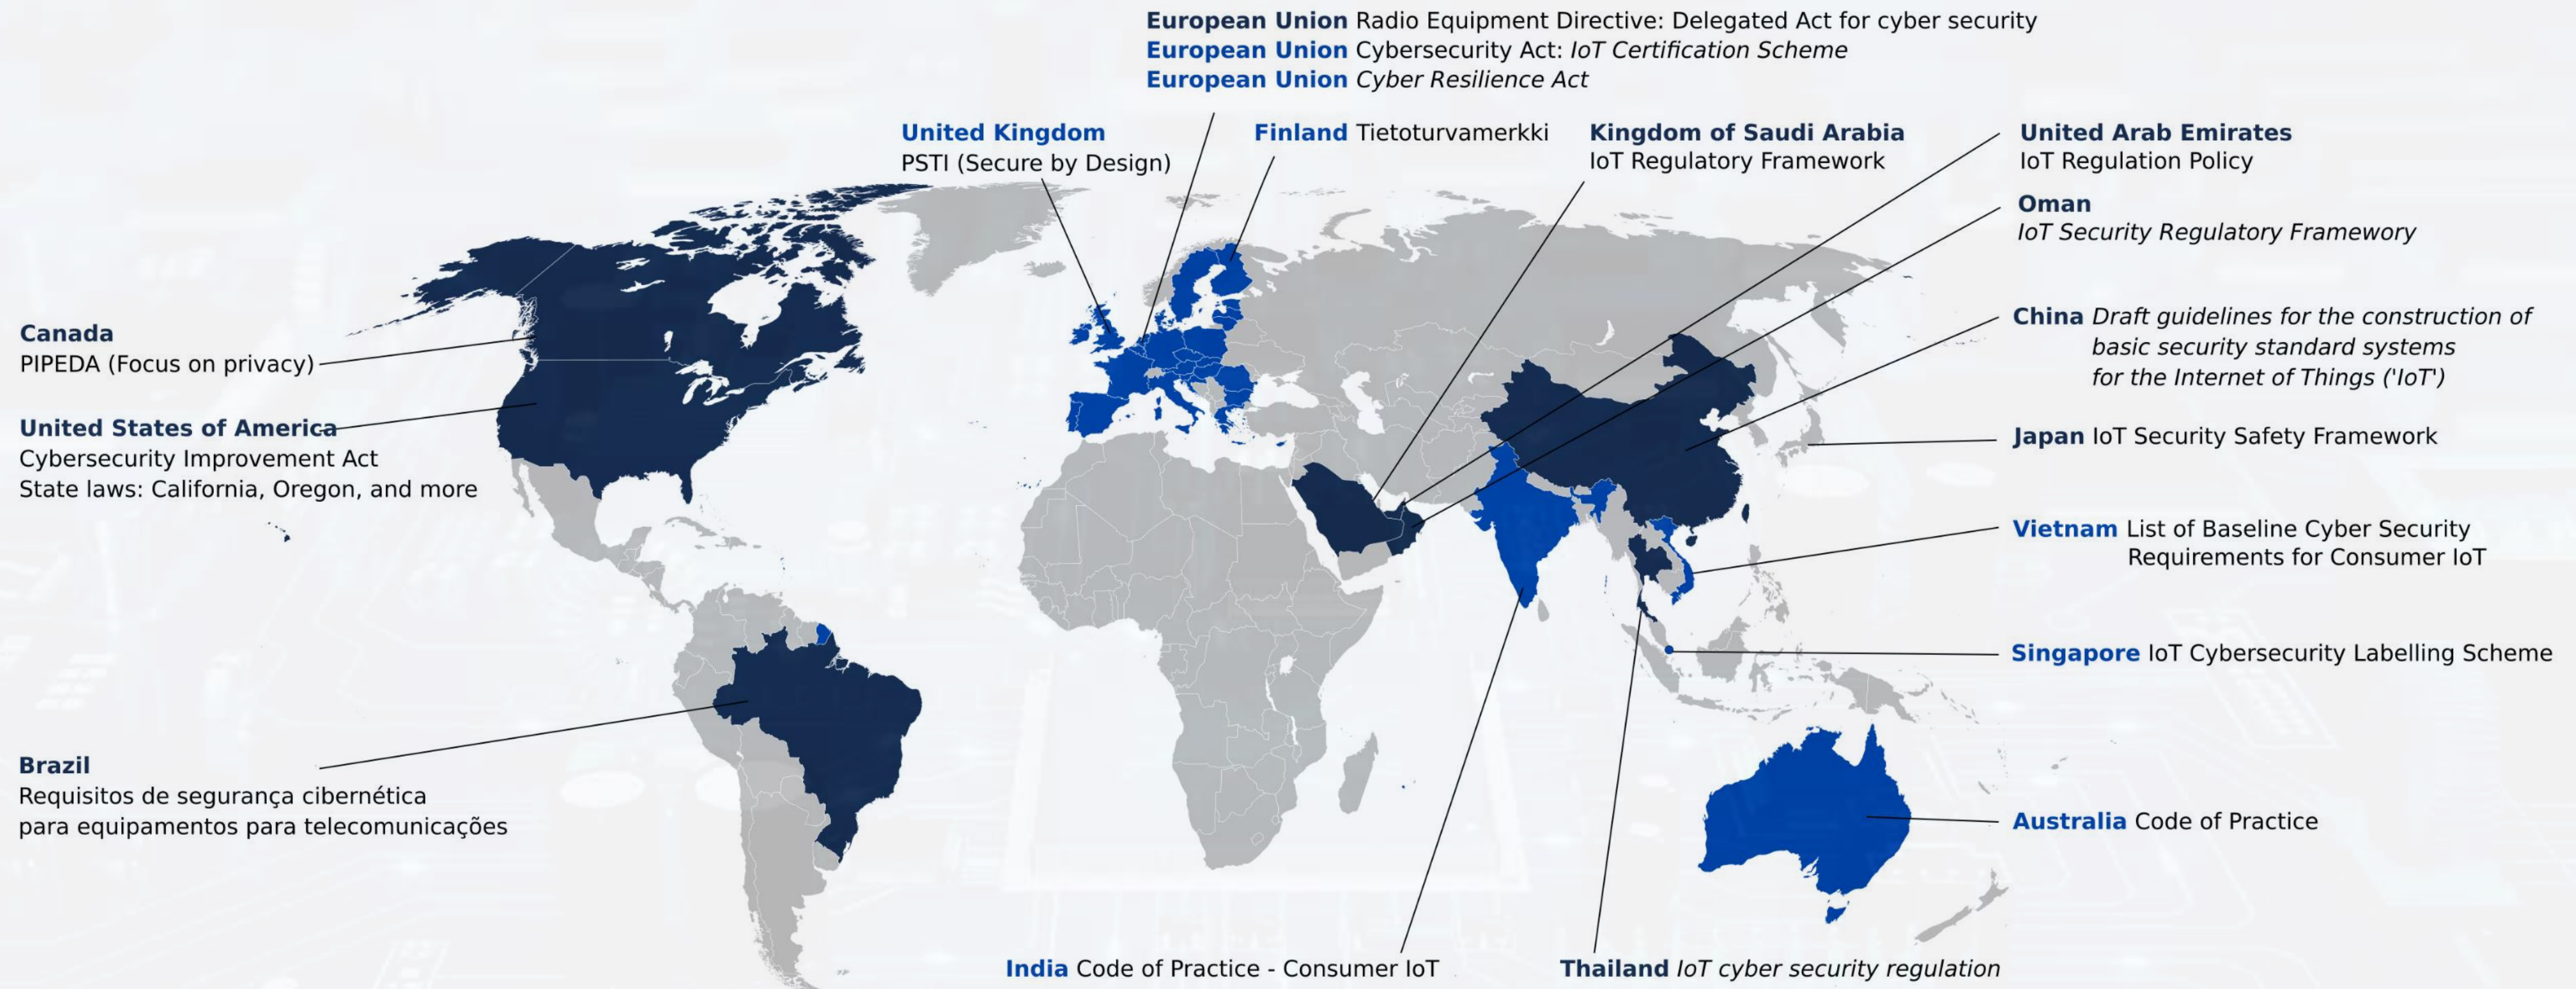 European Union Radio Equipment Directive: Delegated Act for cyber security
European Union Cybersecurity Act: IoT Certification Scheme
European Union Cyber Resilience Act
United Kingdom
PSTI (Secure by Design)
Finland Tietoturvamerkki
Kingdom of Saudi Arabia
IoT Regulatory Framework
United Arab Emirates
IoT Regulation Policy
Oman
IoT Security Regulatory Framewory
China Draft guidelines for the construction of
basic security standard systems
for the Internet of Things ('IoT')
Canada
PIPEDA (Focus on privacy)
United States of America
Cybersecurity Improvement Act
State laws: California, Oregon, and more
Japan IoT Security Safety Framework
Vietnam List of Baseline Cyber Security
Requirements for Consumer IoT
Singapore IoT Cybersecurity Labelling Scheme
Brazil
Requisitos de segurança cibernética
para equipamentos para telecomunicações
Australia Code of Practice
India Code of Practice - Consumer IoT
Thailand IoT cyber security regulation